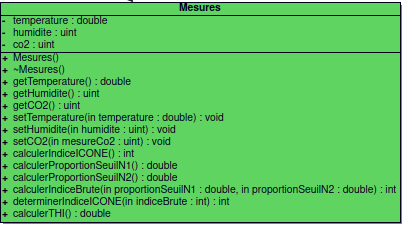 Mesures
- temperature : double
- humidite : uint
- co2 : uint
+ Mesures()
+ ~Mesures()
+ getTemperature() : double
+ getHumidite() : uint
+ getCO2() : uint
+ setTemperature(in temperature : double) : void
+ setHumidite(in humidite : uint) : void
+ setCO2(in mesureCo2 : uint) : void
+ calculerIndiceICONE() : int
+ calculerProportionSeuilN1() : double
+ calculerProportionSeuilN2() : double
+ calculerIndiceBrute(in proportionSeuilN1 : double, in proportionSeuilN2 : double) : int
+ determinerIndiceICONE(in indiceBrute : int) : int
+ calculerTHI() : double